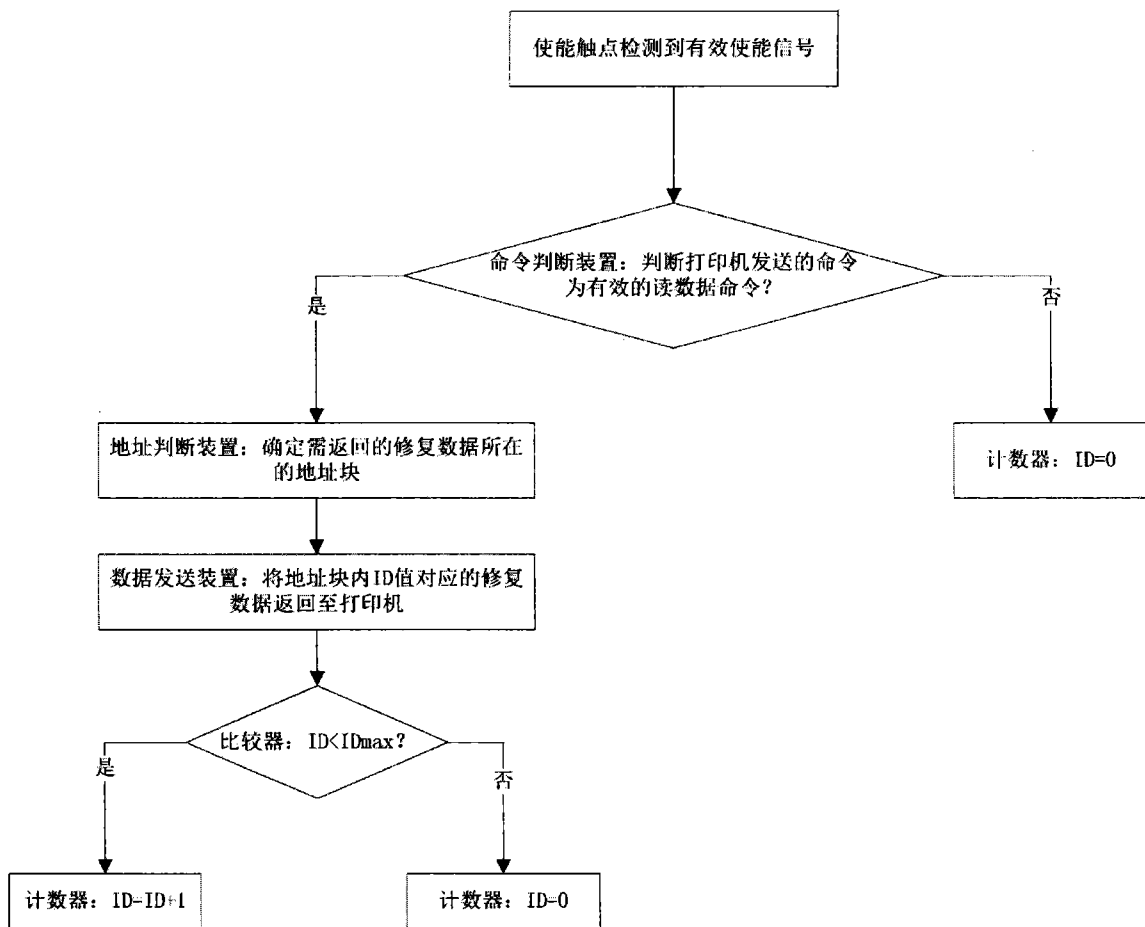 使能触点检测到有效使能信号
命令判断装置：判断打印机发送的命令
为有效的读数据命令？
是
否
地址判断装置：确定需返回的修复数据所在
的地址块
计数器：ID=0
数据发送装置：将地址块内ID值对应的修复
数据返回至打印机
比较器：ID<IDmax？
是
否
计数器：ID=ID+1
计数器：ID=0